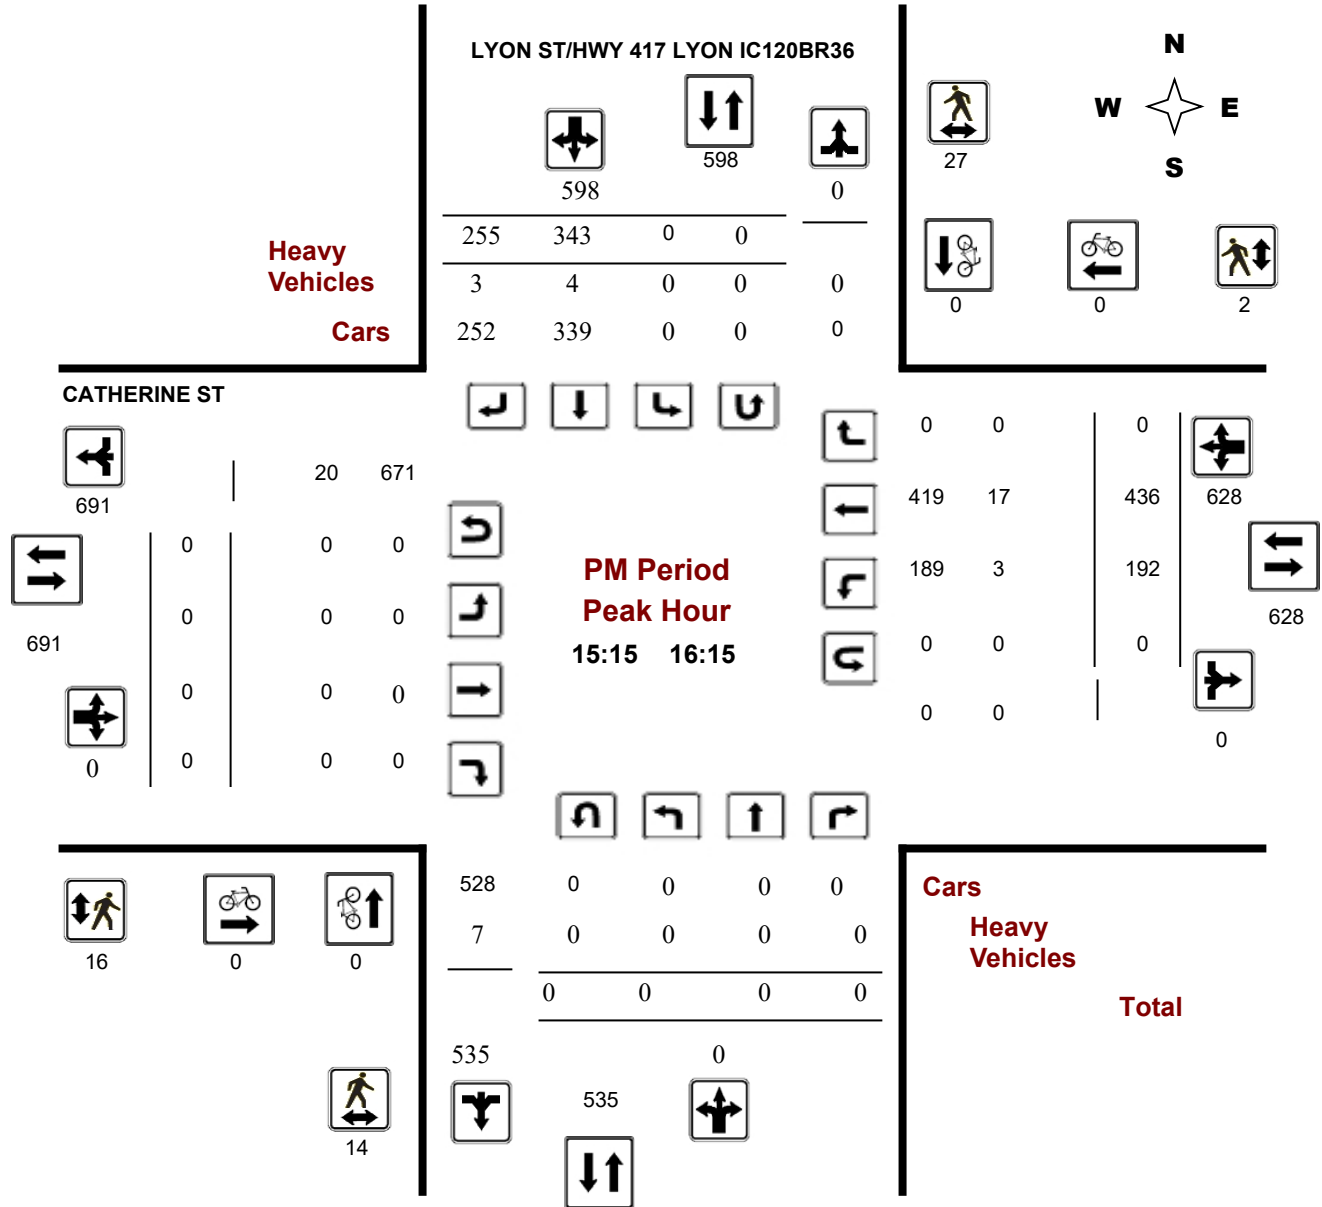 LYON ST/HWY 417 LYON IC120BR36
N
W E
S
598
27
598 0
255 343 0 0
Heavy
Vehicles
3 4 0 0 0
0 0 2
Cars
252 339 0 0 0
CATHERINE ST
0 0 0
20 671
691
419 17 436 628
0 0 0
PM Period
189 3 192
Peak Hour
0 0 0
628
691
15:15 16:15
0 0 0
0 0 0
0 0
0
0 0 0
0
528 0 0 0 0
Cars
7 0 0 0 0
Heavy
Vehicles
16 0 0
0 0 0 0
Total
535 0
535
14